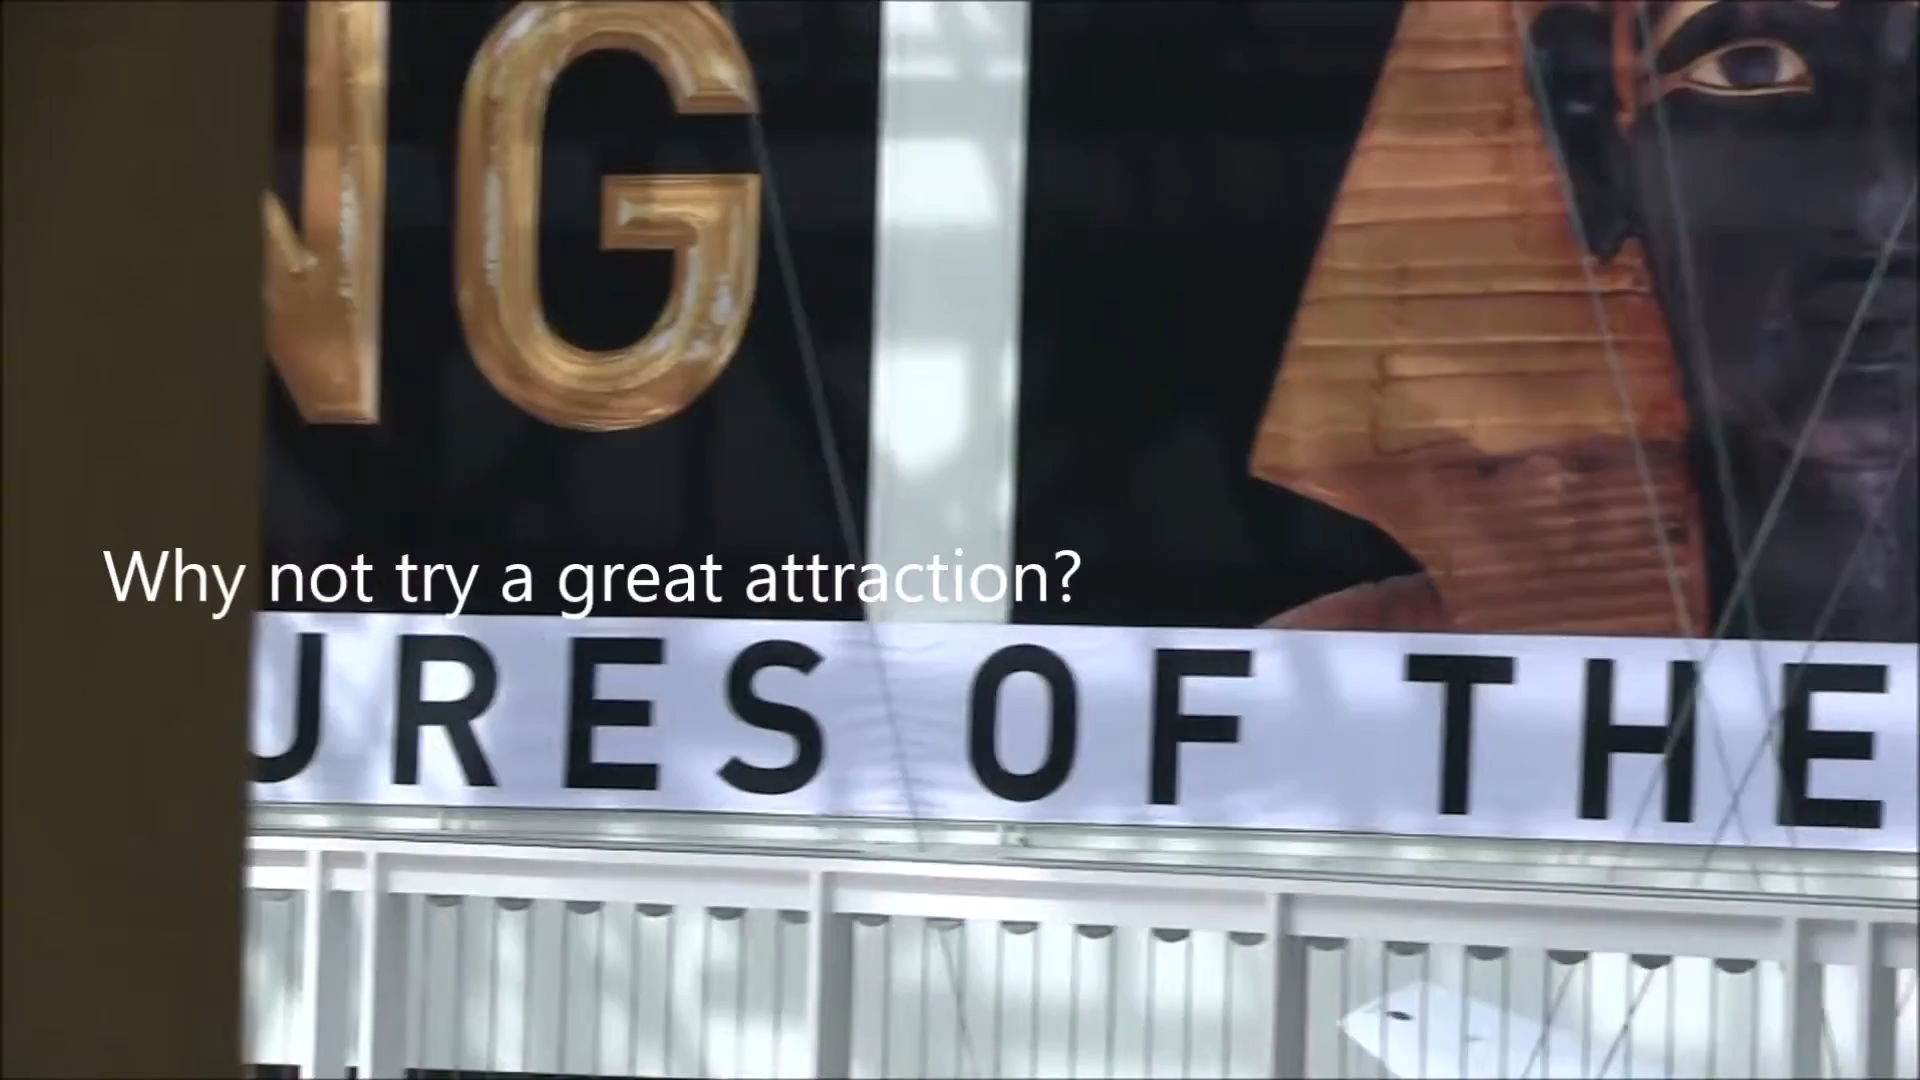 NG
Why not try a great attraction?
URES OF THE